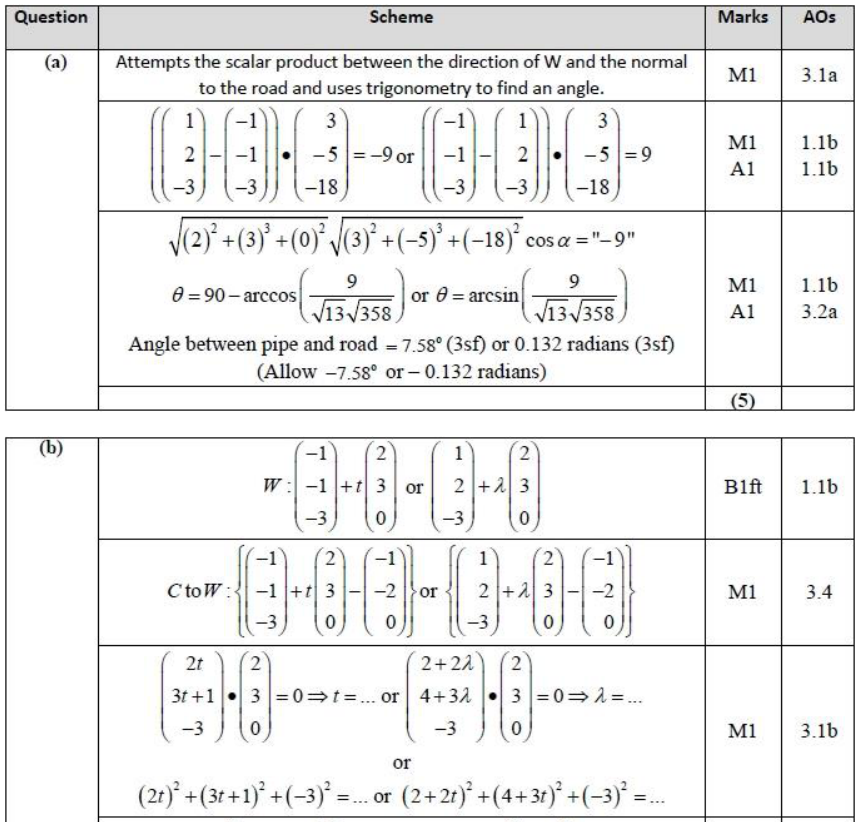 Question Scheme Marks AOs
(a) Attempts the scalar product between the direction of W and the normal
to the road and uses trigonometry to find an angle. M1 3.1a
((1 2 −3) − (−1 −1 −3)) • (3 −5 −18) = −9 or ((−1 −1 −3) − (1 2 −3)) • (3 −5 −18) = 9 M1 1.1b
A1 1.1b
√((2)² + (3)³ + (0)²) √((3)² + (−5)³ + (−18)²) cos α = "−9"
θ = 90 − arccos(9/(√13√358)) or θ = arcsin(9/(√13√358)) M1 1.1b
A1 3.2a
Angle between pipe and road = 7.58° (3sf) or 0.132 radians (3sf)
(Allow −7.58° or − 0.132 radians)
(5)
(b) W : (−1 −1 −3) + t(2 3 0) or (1 2 −3) + λ(2 3 0) B1ft 1.1b
C to W : {(−1 −1 −3) + t(2 3 0) − (−1 −2 0)} or {(1 2 −3) + λ(2 3 0) − (−1 −2 0)} M1 3.4
(2t 3t+1 −3) • (2 3 0) = 0 ⇒ t = ... or (2+2λ 4+3λ −3) • (2 3 0) = 0 ⇒ λ = ...
M1 3.1b
or
(2t)² + (3t+1)² + (−3)² = ... or (2+2t)² + (4+3t)² + (−3)² = ...